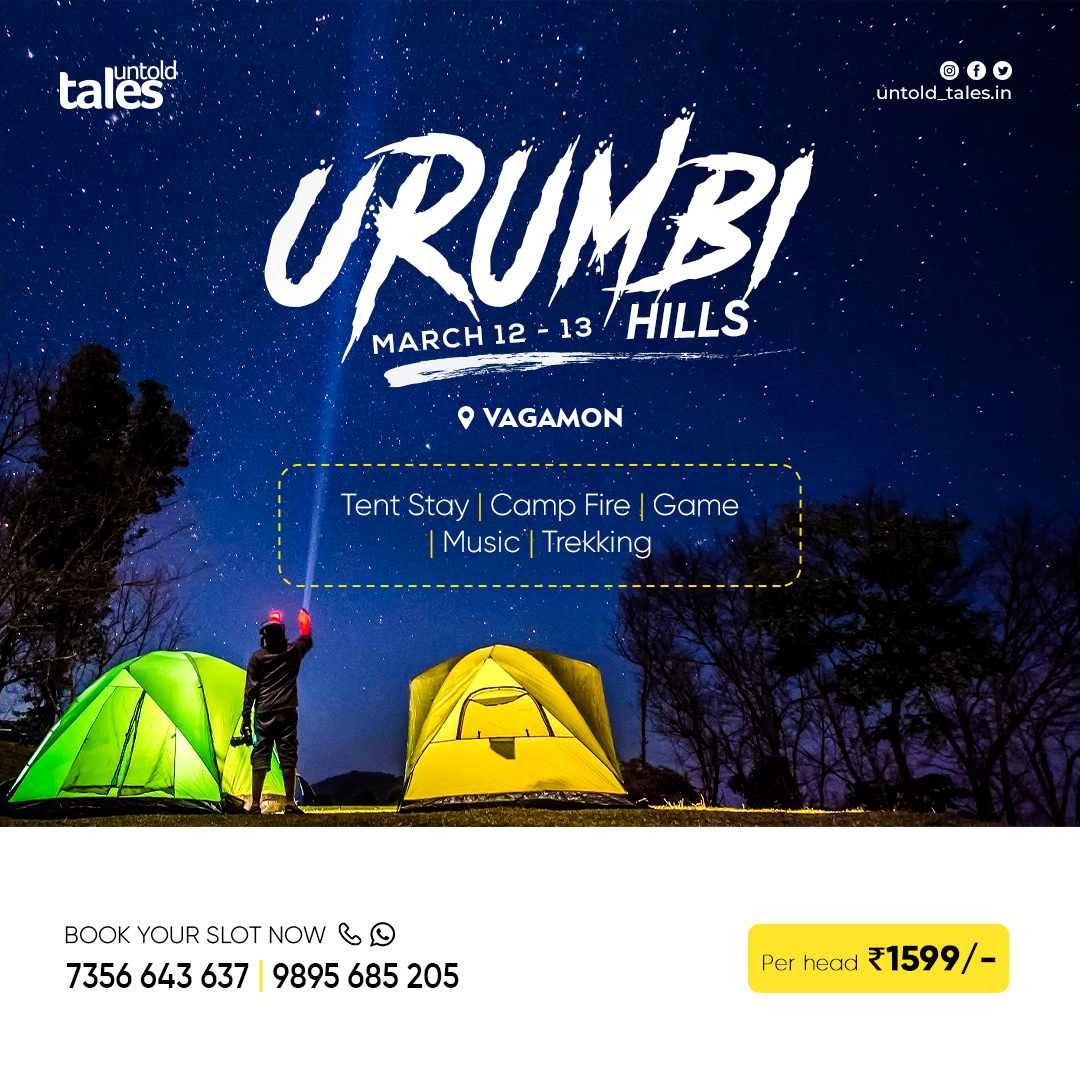 untold
tales
untold_tales.in
URUMBI
HILLS
MARCH 12 - 13
VAGAMON
Tent Stay | Camp Fire | Game
| Music | Trekking
BOOK YOUR SLOT NOW
7356 643 637 | 9895 685 205
Per head ₹1599/-